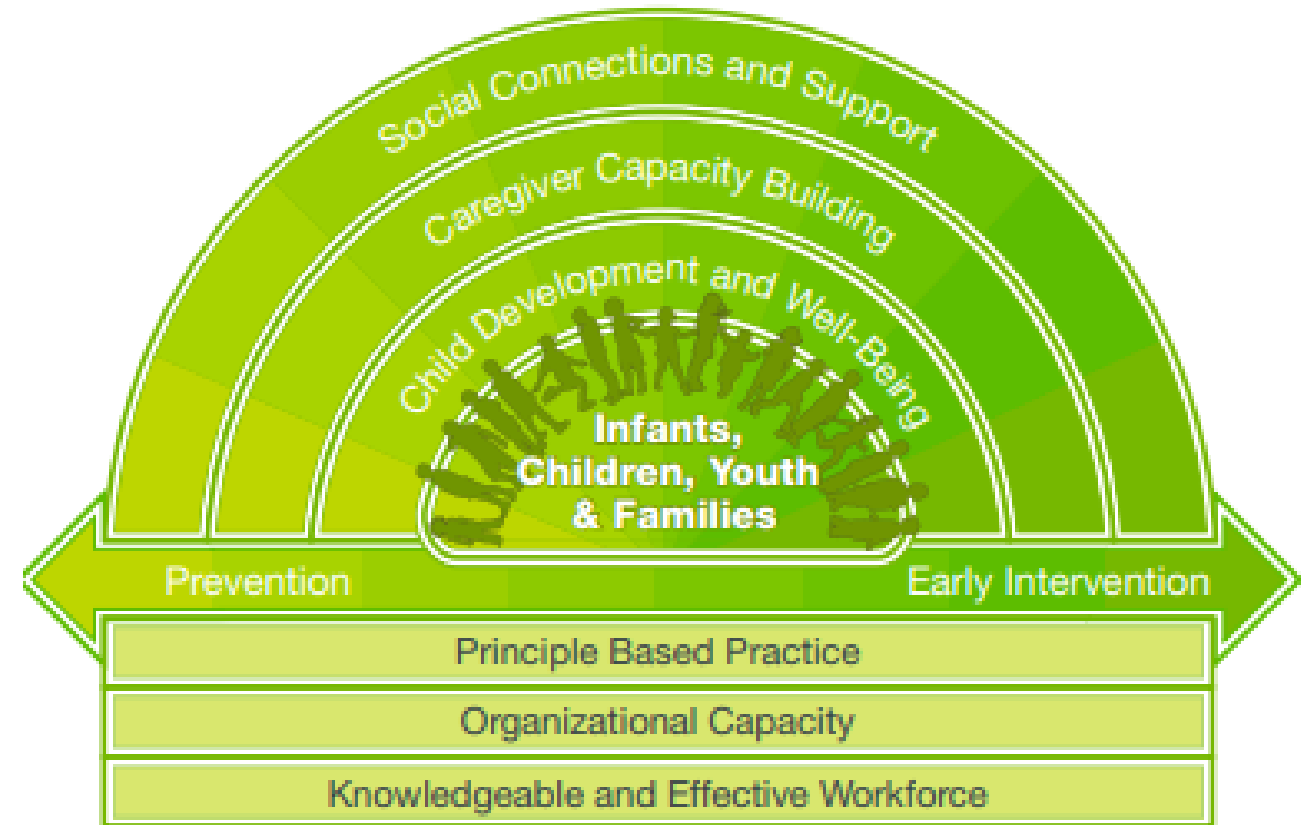 Social Connections and Support
Caregiver Capacity Building
Child Development and Well-Being
Infants,
Children, Youth
& Families
Prevention
Early Intervention
Principle Based Practice
Organizational Capacity
Knowledgeable and Effective Workforce